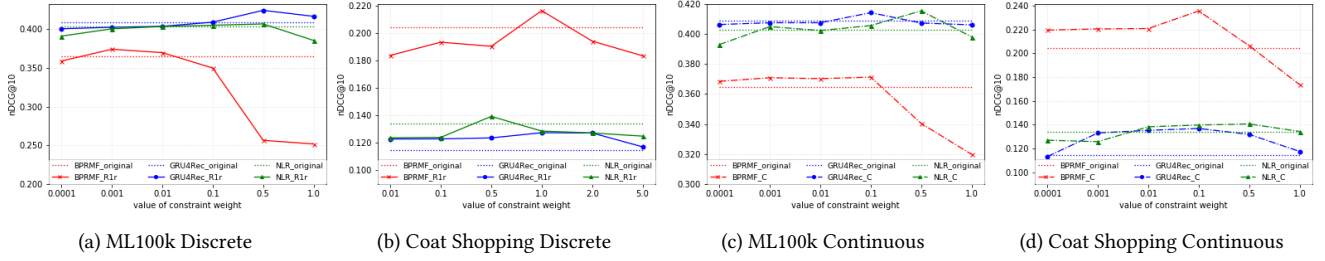 nDCG@10
0.400
0.350
0.300
0.250
0.200
BPRMF_original
GRU4Rec_original
NLR_original
BPRMF_R1r
GRU4Rec_R1r
NLR_R1r
0.0001 0.001 0.01 0.1 0.5 1.0
value of constraint weight
(a) ML100k Discrete
nDCG@10
0.220
0.200
0.180
0.160
0.140
0.120
0.100
BPRMF_original
GRU4Rec_original
NLR_original
BPRMF_R1r
GRU4Rec_R1r
NLR_R1r
0.01 0.1 0.5 1.0 2.0 5.0
value of constraint weight
(b) Coat Shopping Discrete
nDCG@10
0.420
0.400
0.380
0.360
0.340
0.320
0.300
BPRMF_original
GRU4Rec_original
NLR_original
BPRMF_C
GRU4Rec_C
NLR_C
0.0001 0.001 0.01 0.1 0.5 1.0
value of constraint weight
(c) ML100k Continuous
nDCG@10
0.240
0.220
0.200
0.180
0.160
0.140
0.120
0.100
BPRMF_original
GRU4Rec_original
NLR_original
BPRMF_C
GRU4Rec_C
NLR_C
0.0001 0.001 0.01 0.1 0.5 1.0
value of constraint weight
(d) Coat Shopping Continuous